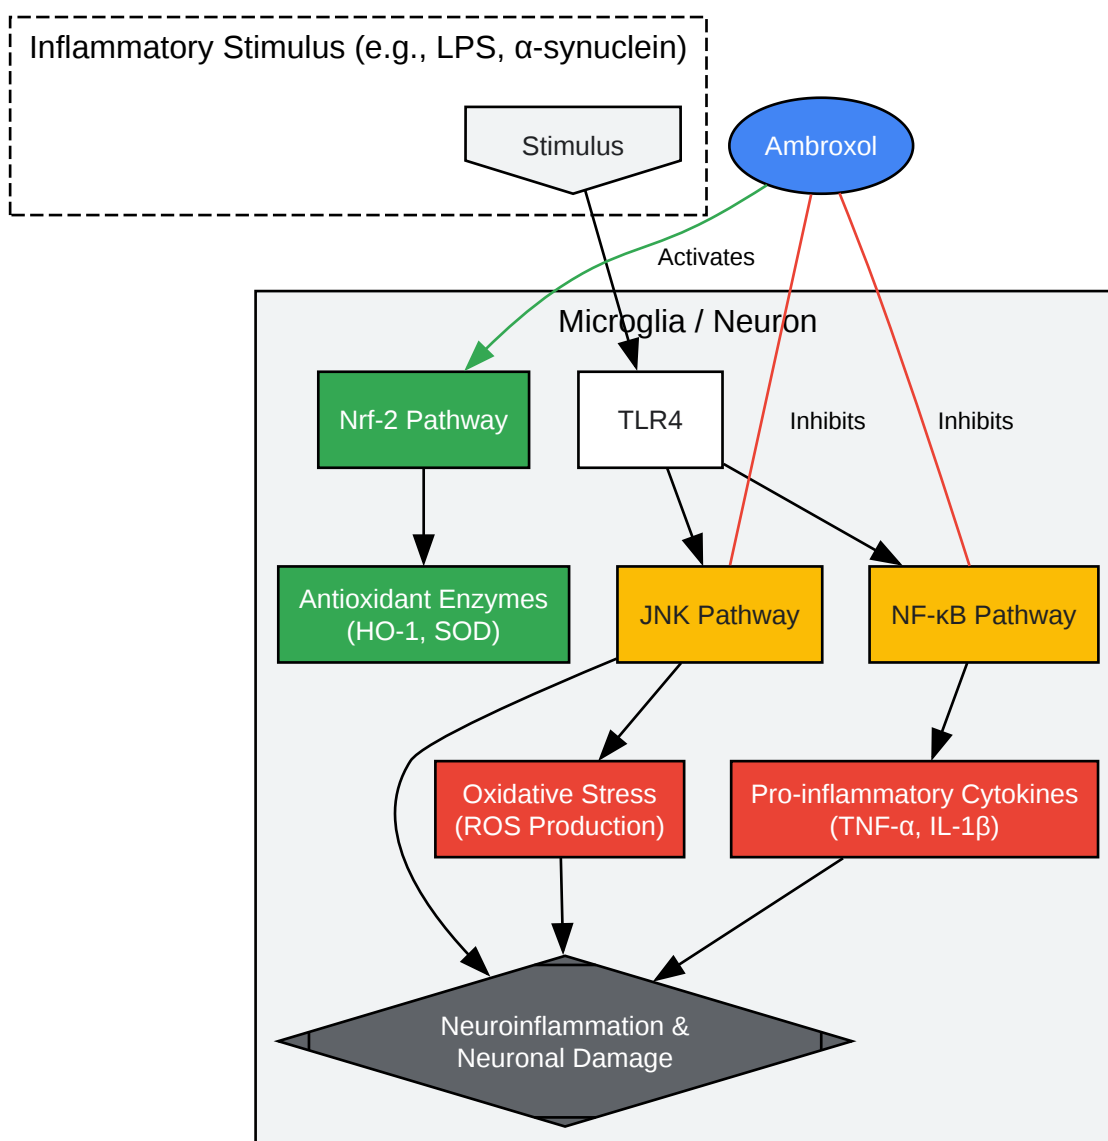 Inflammatory Stimulus (e.g., LPS, α-synuclein)
Stimulus
Ambroxol
Activates
Microglia / Neuron
Nrf-2 Pathway
TLR4
Inhibits
Inhibits
Antioxidant Enzymes
(HO-1, SOD)
JNK Pathway
NF-κB Pathway
Oxidative Stress
(ROS Production)
Pro-inflammatory Cytokines
(TNF-α, IL-1β)
Neuroinflammation &
Neuronal Damage